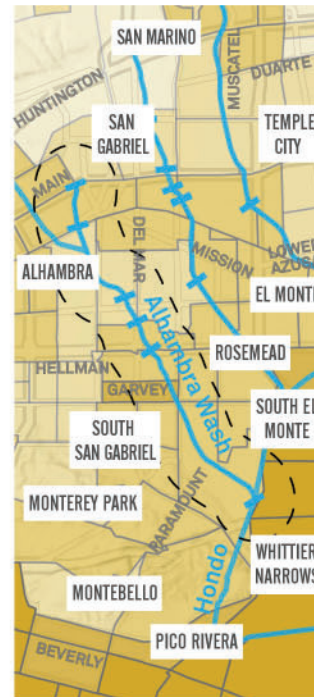 SAN MARINO
MUSCATEL
DUARTE
HUNTINGTON
SAN
GABRIEL
TEMPLE
CITY
MAIN
DEL MAR
MISSION
LOWER
AZUSA
ALHAMBRA
EL MONTE
Alhambra Wash
ROSEMEAD
HELLMAN
GARVEY
SOUTH EL
MONTE
SOUTH
SAN GABRIEL
MONTEREY PARK
PARAMOUNT
WHITTIER
NARROWS
Hondo
MONTEBELLO
PICO RIVERA
BEVERLY